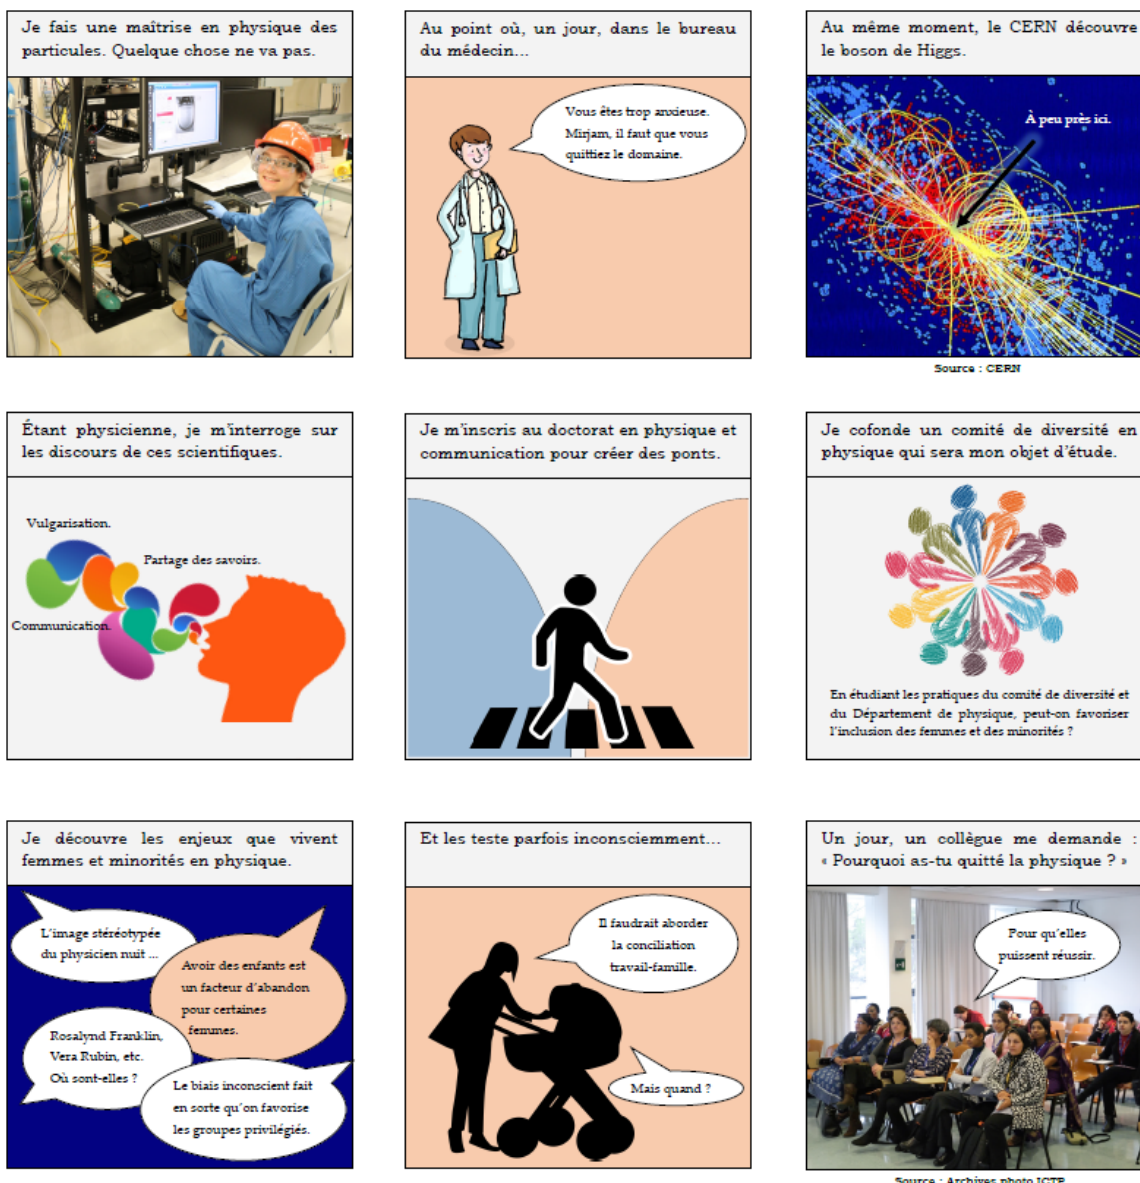 Je fais une maîtrise en physique des
particules. Quelque chose ne va pas.
Au point où, un jour, dans le bureau
du médecin...
Vous êtes trop anxieuse.
Mirjam, il faut que vous
quittiez le domaine.
Au même moment, le CERN découvre
le boson de Higgs.
À peu près ici.
Source : CERN
Étant physicienne, je m'interroge sur
les discours de ces scientifiques.
Vulgarisation.
Partage des savoirs.
Communication.
Je m'inscris au doctorat en physique et
communication pour créer des ponts.
Je cofonde un comité de diversité en
physique qui sera mon objet d'étude.
En étudiant les pratiques du comité de diversité et
du Département de physique, peut-on favoriser
l'inclusion des femmes et des minorités ?
Je découvre les enjeux que vivent
femmes et minorités en physique.
L'image stéréotypée
du physicien nuit ...
Avoir des enfants est
un facteur d'abandon
pour certaines
femmes.
Rosalynd Franklin,
Vera Rubin, etc.
Où sont-elles ?
Le biais inconscient fait
en sorte qu'on favorise
les groupes privilégiés.
Et les teste parfois inconsciemment...
Il faudrait aborder
la conciliation
travail-famille.
Mais quand ?
Un jour, un collègue me demande :
« Pourquoi as-tu quitté la physique ? »
Pour qu'elles
puissent réussir.
Source : Archives photo ICTP